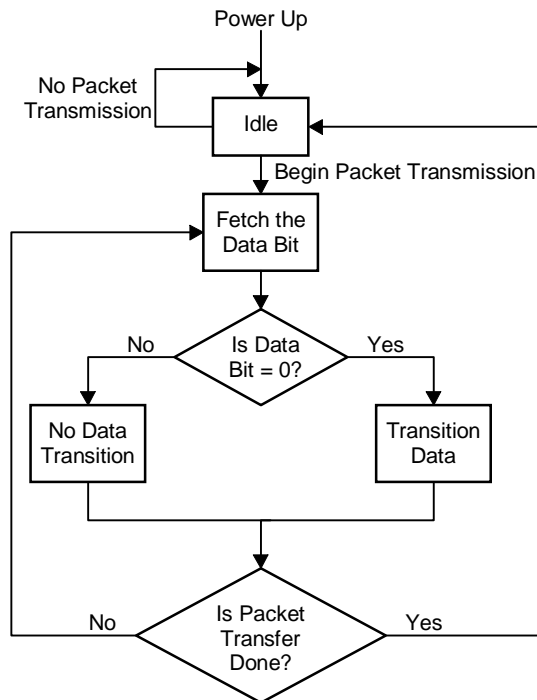 Power Up
No Packet
Transmission
Idle
Begin Packet Transmission
Fetch the
Data Bit
No
Is Data
Bit = 0?
Yes
No Data
Transition
Transition
Data
No
Is Packet
Transfer
Done?
Yes